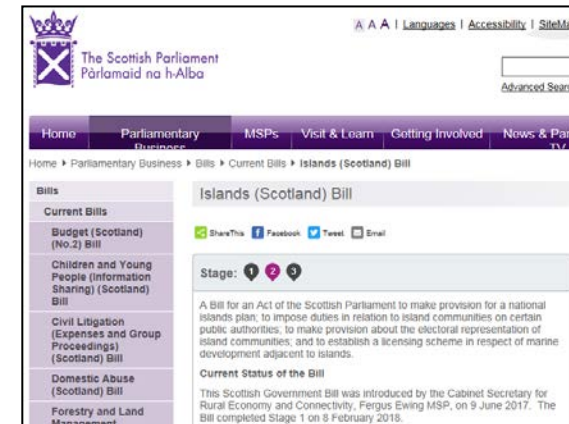 A A A | Languages | Accessibility | SiteMa
The Scottish Parliament
Pàrlamaid na h-Alba
Advanced Sear
Home Parliamentary Business MSPs Visit & Learn Getting Involved News & Par TV
Home Parliamentary Business Bills Current Bills Islands (Scotland) Bill
Bills
Current Bills
Budget (Scotland)
(No.2) Bill
Children and Young
People (Information
Sharing) (Scotland)
Bill
Civil Litigation
(Expenses and Group
Proceedings)
(Scotland) Bill
Domestic Abuse
(Scotland) Bill
Forestry and Land
Management
Islands (Scotland) Bill
ShareThis Facebook Tweet Email
Stage: 1 2 3
A Bill for an Act of the Scottish Parliament to make provision for a national
islands plan; to impose duties in relation to island communities on certain
public authorities; to make provision about the electoral representation of
island communities; and to establish a licensing scheme in respect of marine
development adjacent to islands.
Current Status of the Bill
This Scottish Government Bill was introduced by the Cabinet Secretary for
Rural Economy and Connectivity, Fergus Ewing MSP, on 9 June 2017. The
Bill completed Stage 1 on 8 February 2018.